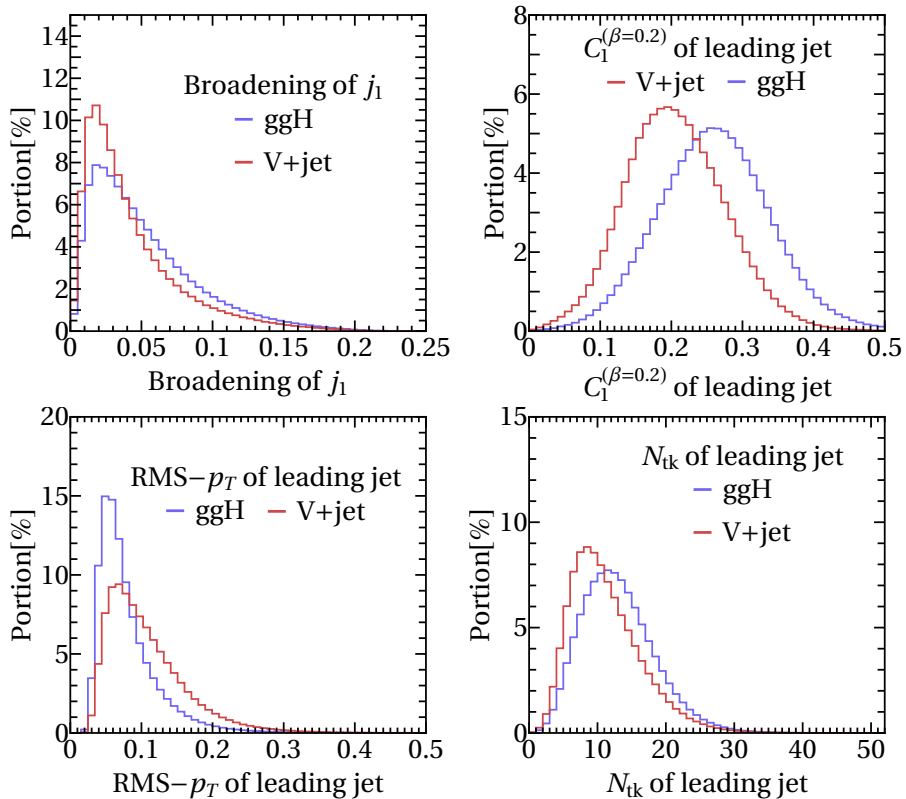 14
12
10
8
6
4
2
0
Portion[%]
Broadening of j₁
ggH
V+jet
0 0.05 0.1 0.15 0.2 0.25
Broadening of j₁
8
6
4
2
0
Portion[%]
C₁^(β=0.2) of leading jet
V+jet ggH
0 0.1 0.2 0.3 0.4 0.5
C₁^(β=0.2) of leading jet
20
15
10
5
0
Portion[%]
RMS−p_T of leading jet
ggH V+jet
0 0.1 0.2 0.3 0.4 0.5
RMS−p_T of leading jet
15
10
5
0
Portion[%]
N_tk of leading jet
ggH
V+jet
0 10 20 30 40 50
N_tk of leading jet